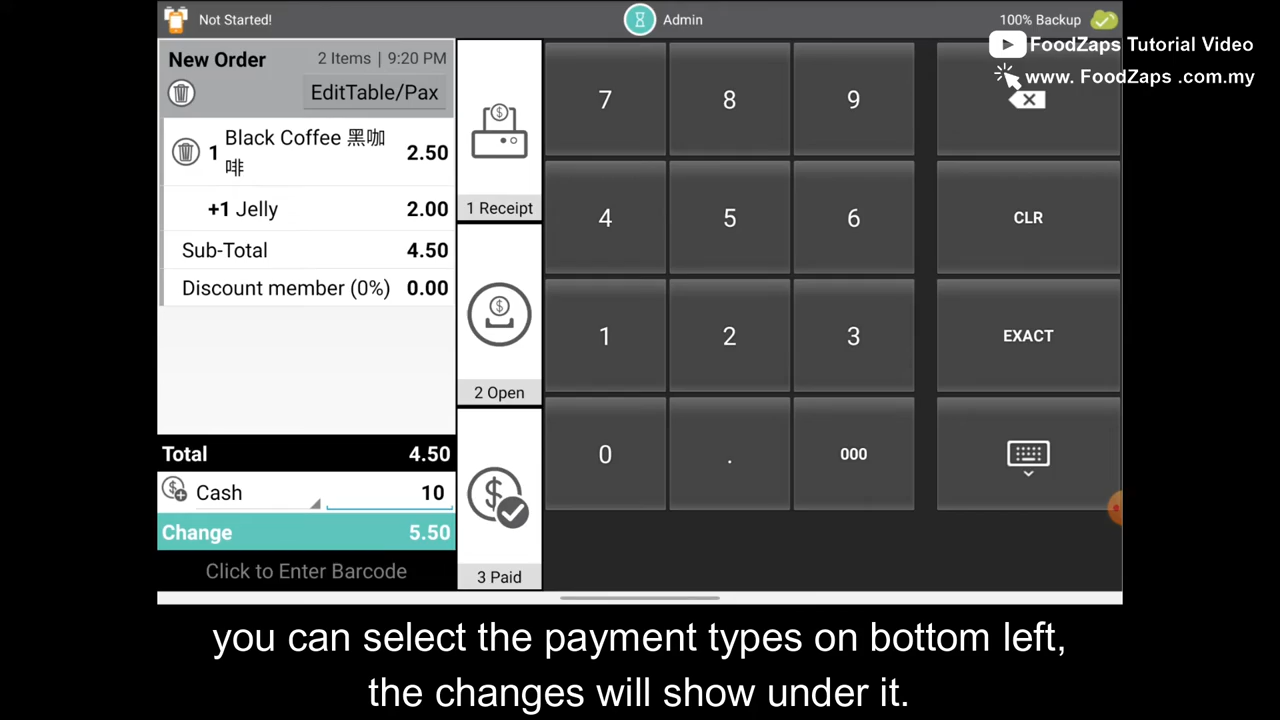 Not Started!
Admin
100% Backup
FoodZaps Tutorial Video
www. FoodZaps .com.my
New Order
2 Items | 9:20 PM
EditTable/Pax
1 Black Coffee 黑咖
啡
2.50
+1 Jelly 2.00
Sub-Total 4.50
Discount member (0%) 0.00
Total 4.50
Cash 10
Change 5.50
Click to Enter Barcode
1 Receipt
2 Open
3 Paid
7 8 9
4 5 6 CLR
1 2 3 EXACT
0 . 000
you can select the payment types on bottom left,
the changes will show under it.